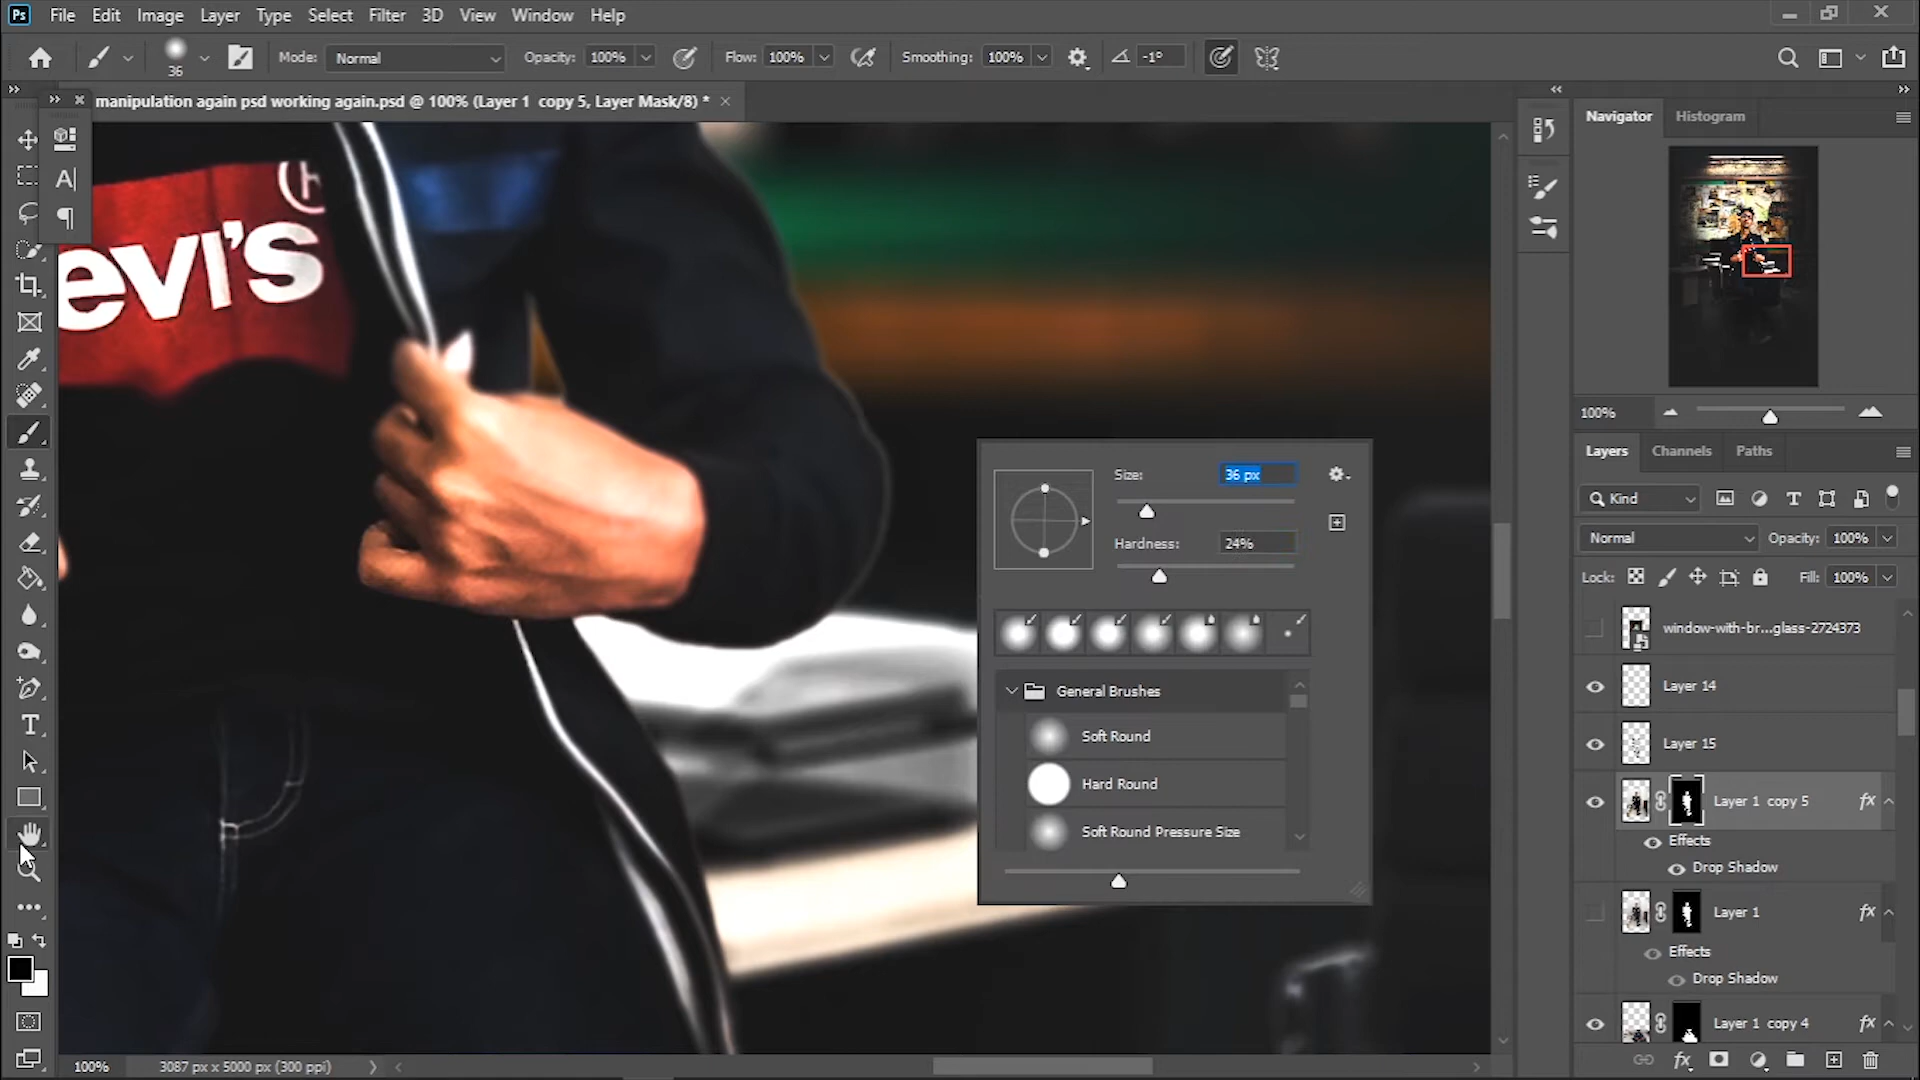 Ps File Edit Image Layer Type Select Filter 3D View Window Help
36 Mode: Normal Opacity: 100% Flow: 100% Smoothing: 100% -1°
manipulation again psd working again.psd @ 100% (Layer 1 copy 5, Layer Mask/8) *
Navigator Histogram
evi's
100%
Layers Channels Paths
Kind
Normal Opacity: 100%
Lock: Fill: 100%
window-with-br...glass-2724373
Layer 14
Layer 15
Layer 1 copy 5 fx
Effects
Drop Shadow
Layer 1 fx
Effects
Drop Shadow
Layer 1 copy 4 fx
Size: 36 px
Hardness: 24%
General Brushes
Soft Round
Hard Round
Soft Round Pressure Size
100% 3087 px x 5000 px (300 ppi)